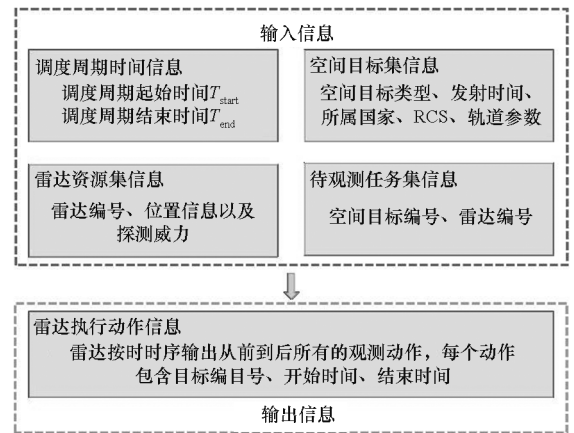 输入信息
调度周期时间信息
调度周期起始时间Tstart
调度周期结束时间Tend
空间目标集信息
空间目标类型、发射时间、
所属国家、RCS、轨道参数
雷达资源集信息
雷达编号、位置信息以及
探测威力
待观测任务集信息
空间目标编号、雷达编号
雷达执行动作信息
雷达按时时序输出从前到后所有的观测动作，每个动作
包含目标编目号、开始时间、结束时间
输出信息